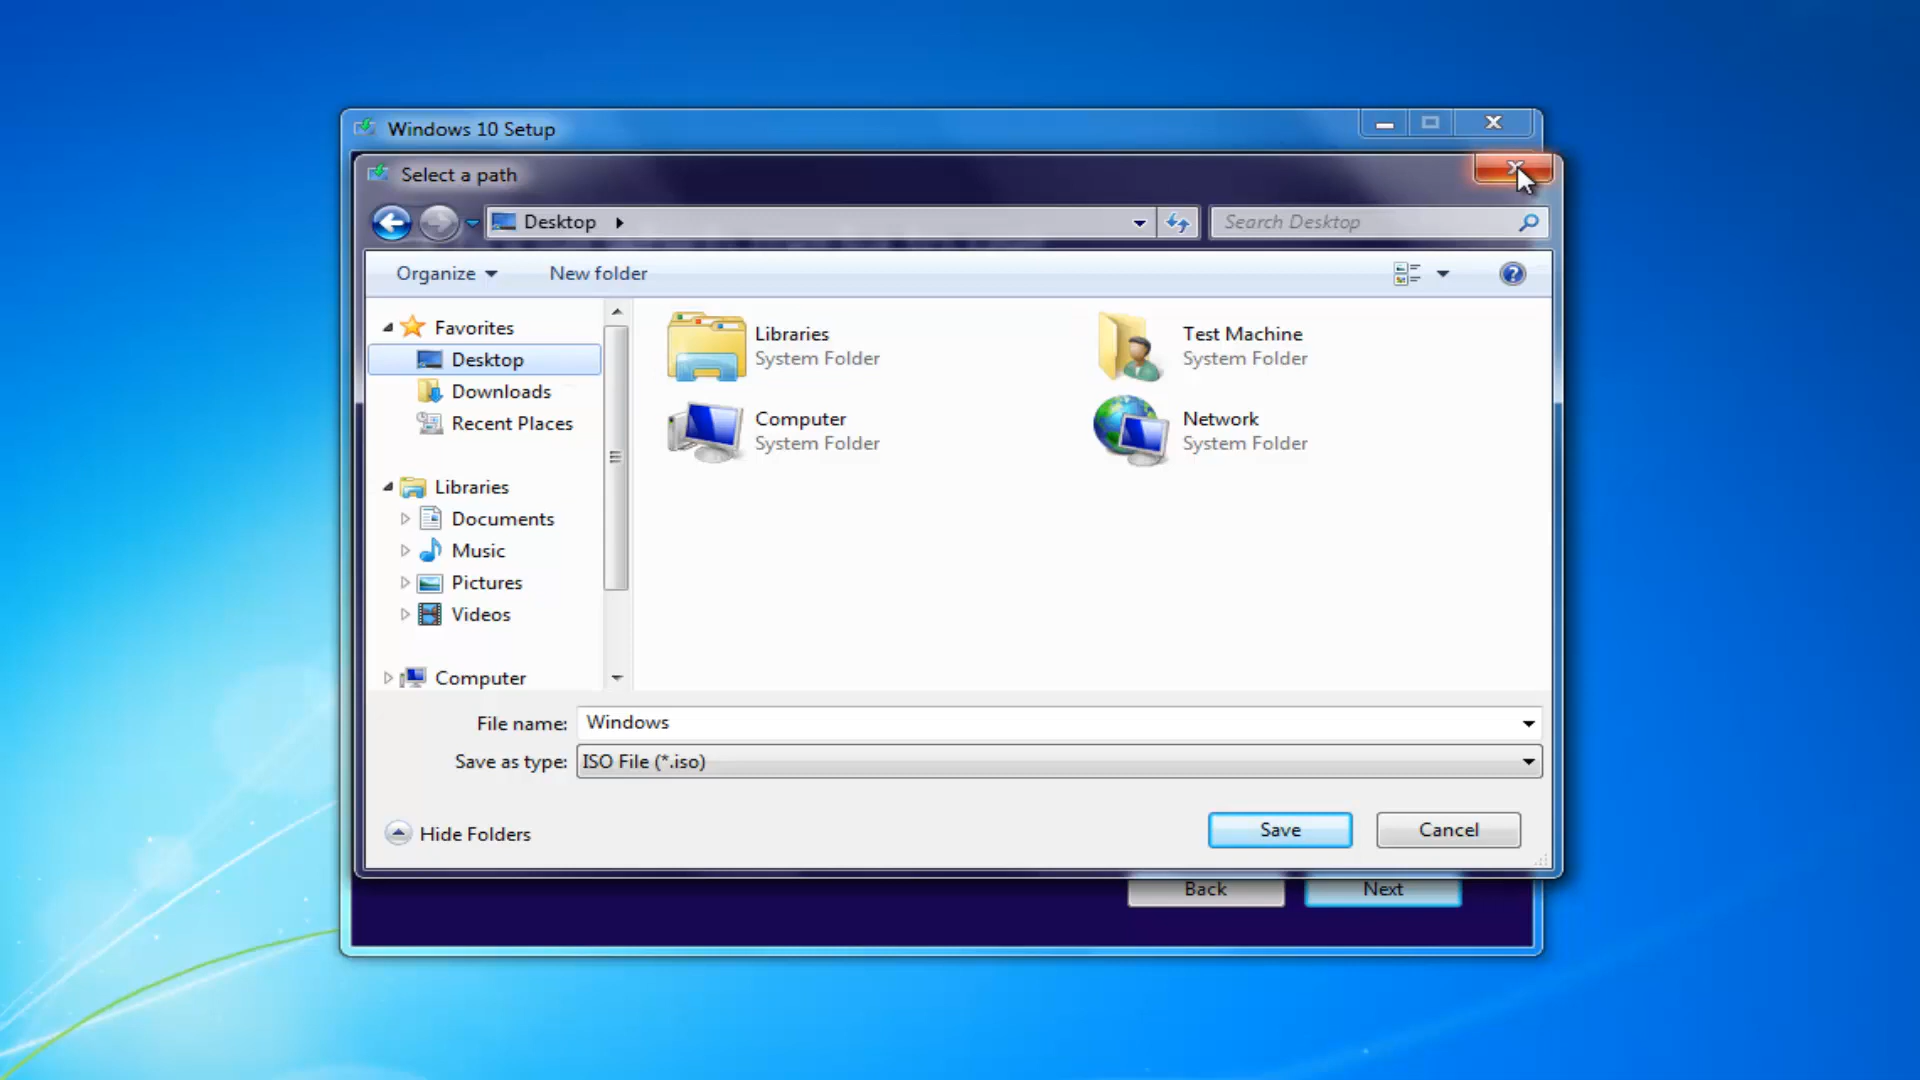 Windows 10 Setup
Select a path
Desktop
Search Desktop
Organize
New folder
Favorites
Desktop
Downloads
Recent Places
Libraries
Documents
Music
Pictures
Videos
Computer
Libraries
System Folder
Test Machine
System Folder
Computer
System Folder
Network
System Folder
File name: Windows
Save as type: ISO File (*.iso)
Hide Folders
Save
Cancel
Back
Next